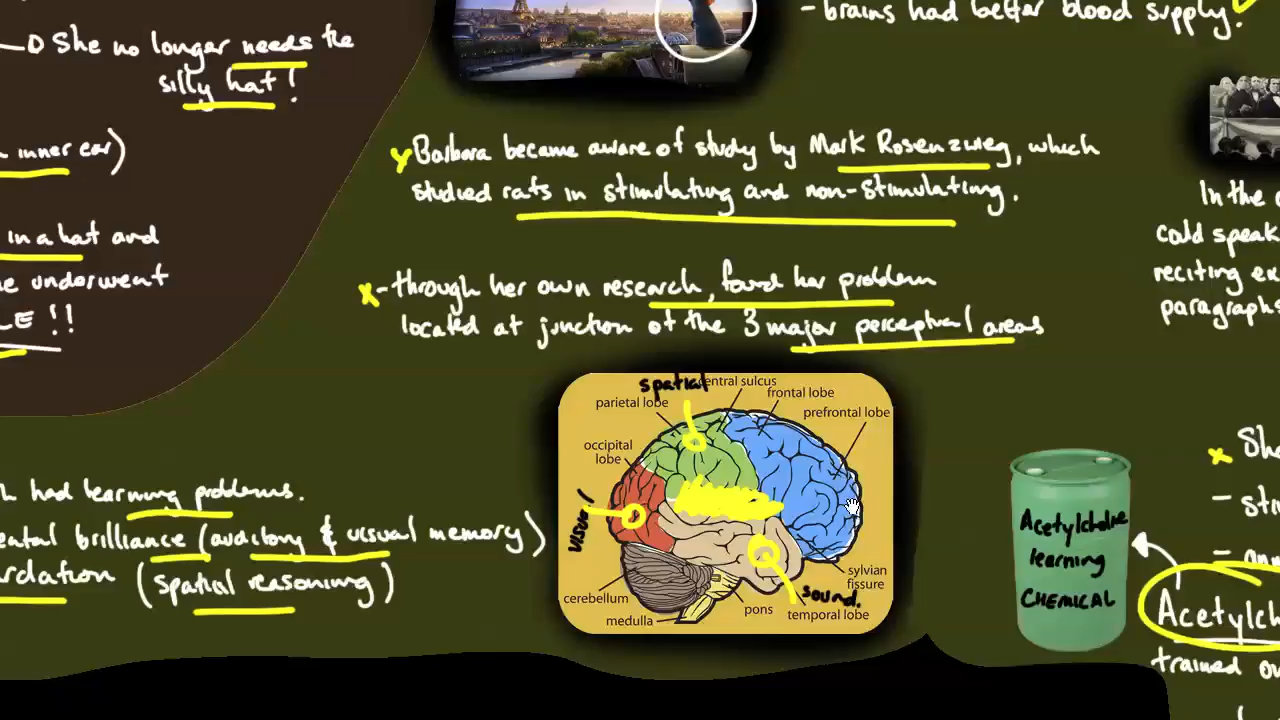 - brains had better blood supply!
She no longer needs the
silly hat!
inner ear)
in a hat and
underwent
!!
Barbara became aware of study by Mark Rosenzwieg, which
studied rats in stimulating and non-stimulating.
- through her own research, found her problem
located at junction of the 3 major perceptual areas
In the
could speak
reciting
paragraphs
had learning problems.
brilliance (auditory & visual memory)
(spatial reasoning)
spatial
central sulcus
parietal lobe
frontal lobe
prefrontal lobe
occipital
lobe
visual
sylvian
fissure
sound.
cerebellum
pons
temporal lobe
medulla
Acetylcholine
learning
CHEMICAL
x
-
trained